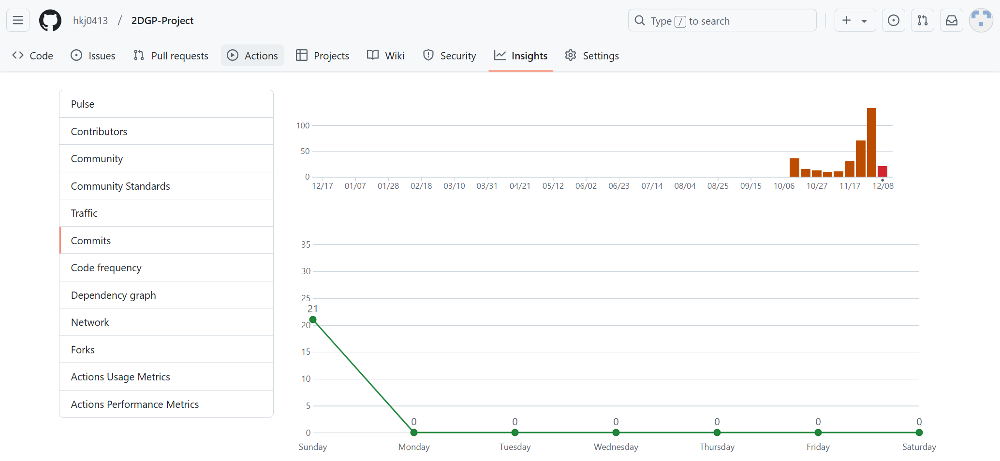 hkj0413 / 2DGP-Project
Type / to search
Code Issues Pull requests Actions Projects Wiki Security Insights Settings
Pulse
Contributors
Community
Community Standards
Traffic
Commits
Code frequency
Dependency graph
Network
Forks
Actions Usage Metrics
Actions Performance Metrics
100
50
0
12/17 01/07 01/28 02/18 03/10 03/31 04/21 05/12 06/02 06/23 07/14 08/04 08/25 09/15 10/06 10/27 11/17 12/08
35
30
25
21
20
15
10
5
0 0 0 0 0 0
0
Sunday Monday Tuesday Wednesday Thursday Friday Saturday